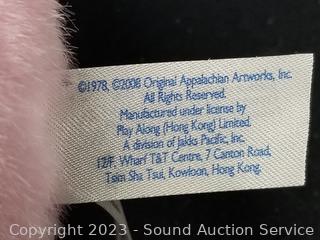 ©1978, ©2008 Original Appalachian Artworks, Inc.
All Rights Reserved.
Manufactured under license by
Play Along (Hong Kong) Limited.
A division of Jakks Pacific, Inc.
12/F. Wharf T&T Centre, 7 Canton Road,
Tsim Sha Tsui, Kowloon, Hong Kong.
Copyright 2023 - Sound Auction Service